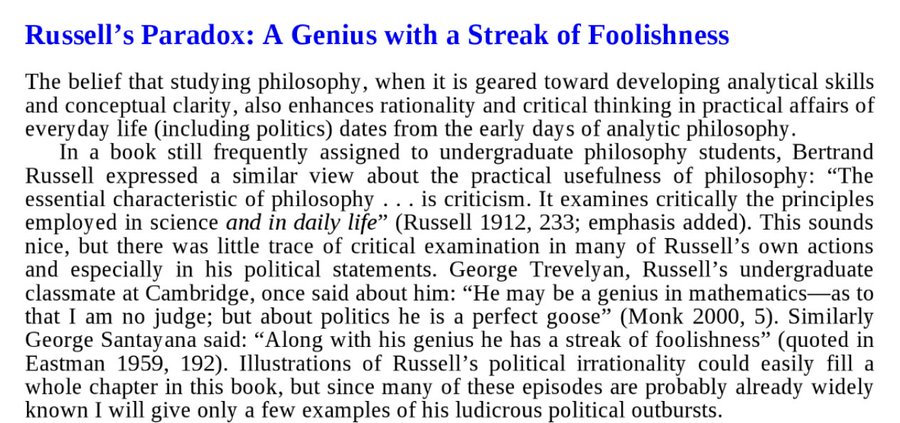 Russell’s Paradox: A Genius with a Streak of Foolishness
The belief that studying philosophy, when it is geared toward developing analytical skills
and conceptual clarity, also enhances rationality and critical thinking in practical affairs of
everyday life (including politics) dates from the early days of analytic philosophy.
In a book still frequently assigned to undergraduate philosophy students, Bertrand
Russell expressed a similar view about the practical usefulness of philosophy: “The
essential characteristic of philosophy . . . is criticism. It examines critically the principles
employed in science and in daily life” (Russell 1912, 233; emphasis added). This sounds
nice, but there was little trace of critical examination in many of Russell’s own actions
and especially in his political statements. George Trevelyan, Russell’s undergraduate
classmate at Cambridge, once said about him: “He may be a genius in mathematics—as to
that I am no judge; but about politics he is a perfect goose” (Monk 2000, 5). Similarly
George Santayana said: “Along with his genius he has a streak of foolishness” (quoted in
Eastman 1959, 192). Illustrations of Russell’s political irrationality could easily fill a
whole chapter in this book, but since many of these episodes are probably already widely
known I will give only a few examples of his ludicrous political outbursts.